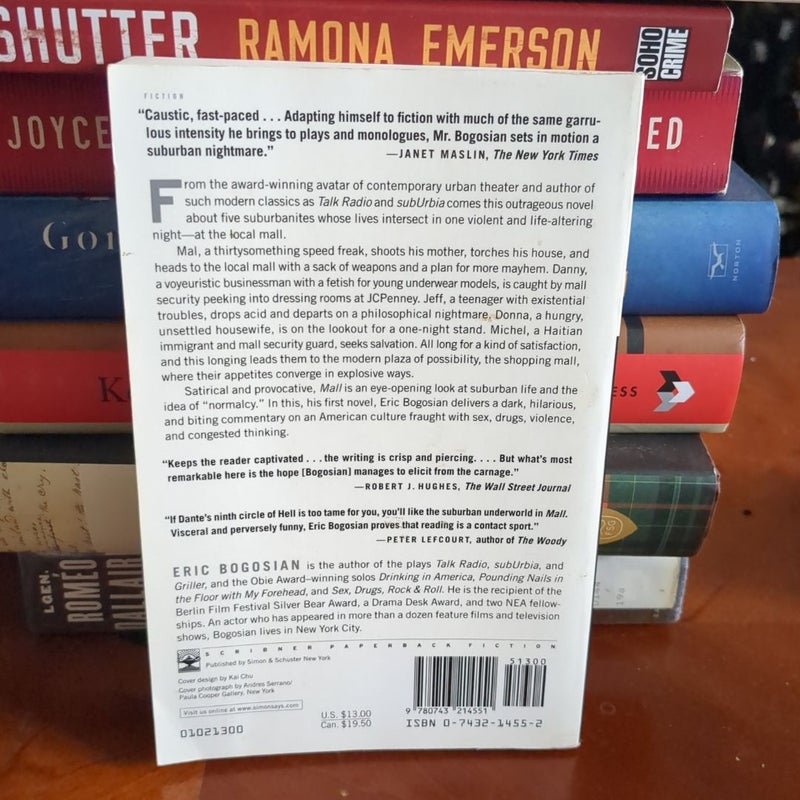 SHUTTER RAMONA EMERSON SOHO CRIME
JOYCE ED
Gor NORTON
K ESS
FSG
LGEN. ROMÉO DALLAIR
FICTION
“Caustic, fast-paced . . . Adapting himself to fiction with much of the same garru-
lous intensity he brings to plays and monologues, Mr. Bogosian sets in motion a
suburban nightmare.”
—JANET MASLIN, The New York Times
From the award-winning avatar of contemporary urban theater and author of
such modern classics as Talk Radio and subUrbia comes this outrageous novel
about five suburbanites whose lives intersect in one violent and life-altering
night—at the local mall.
Mal, a thirtysomething speed freak, shoots his mother, torches his house, and
heads to the local mall with a sack of weapons and a plan for more mayhem. Danny,
a voyeuristic businessman with a fetish for young underwear models, is caught by mall
security peeking into dressing rooms at JCPenney. Jeff, a teenager with existential
troubles, drops acid and departs on a philosophical nightmare. Donna, a hungry,
unsettled housewife, is on the lookout for a one-night stand. Michel, a Haitian
immigrant and mall security guard, seeks salvation. All long for a kind of satisfaction,
and this longing leads them to the modern plaza of possibility, the shopping mall,
where their appetites converge in explosive ways.
Satirical and provocative, Mall is an eye-opening look at suburban life and the
idea of “normalcy.” In this, his first novel, Eric Bogosian delivers a dark, hilarious,
and biting commentary on an American culture fraught with sex, drugs, violence,
and congested thinking.
“Keeps the reader captivated . . . the writing is crisp and piercing. . . . But what’s most
remarkable here is the hope [Bogosian] manages to elicit from the carnage.”
—ROBERT J. HUGHES, The Wall Street Journal
“If Dante’s ninth circle of Hell is too tame for you, you’ll like the suburban underworld in Mall.
Visceral and perversely funny, Eric Bogosian proves that reading is a contact sport.”
—PETER LEFCOURT, author of The Woody
ERIC BOGOSIAN is the author of the plays Talk Radio, subUrbia, and
Griller, and the Obie Award–winning solos Drinking in America, Pounding Nails in
the Floor with My Forehead, and Sex, Drugs, Rock & Roll. He is the recipient of the
Berlin Film Festival Silver Bear Award, a Drama Desk Award, and two NEA fellow-
ships. An actor who has appeared in more than a dozen feature films and television
shows, Bogosian lives in New York City.
SCRIBNER PAPERBACK FICTION
Published by Simon & Schuster New York
Cover design by Kai Chu
Cover photograph by Andres Serrano/
Paula Cooper Gallery, New York
Visit us online at www.simonsays.com
01021300
U.S. $13.00
Can. $19.50
51300
9 780743 214551
ISBN 0-7432-1455-2